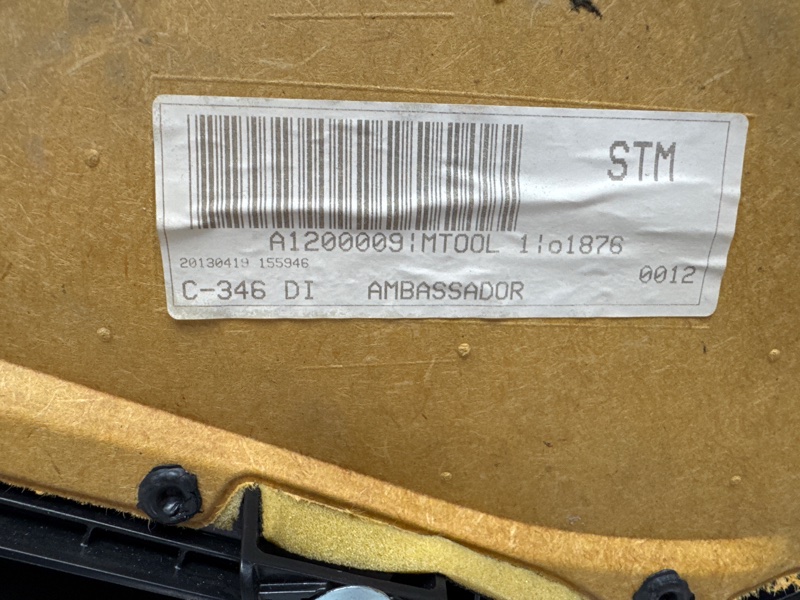 STM
A1200009¦MTOOL 1¦o1876
20130419 155946
0012
C-346 DI AMBASSADOR